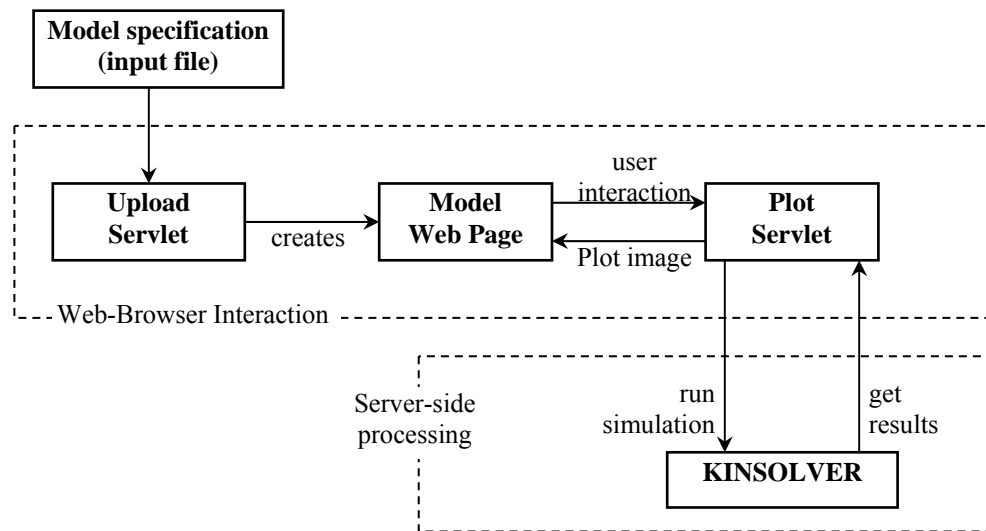 Model specification
(input file)
user
interaction
Upload
Servlet
creates
Model
Web Page
Plot
Servlet
Plot image
Web-Browser Interaction
Server-side
processing
run
simulation
get
results
KINSOLVER